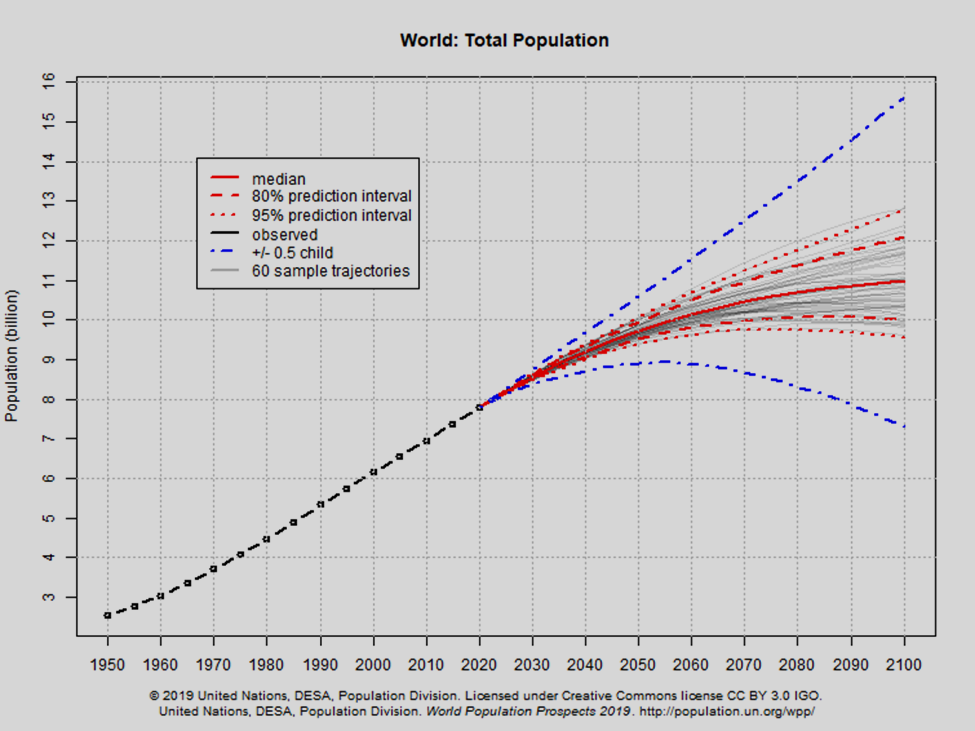 World: Total Population
Population (billion)
16
15
14
13
12
11
10
9
8
7
6
5
4
3
median
80% prediction interval
95% prediction interval
observed
+/- 0.5 child
60 sample trajectories
1950 1960 1970 1980 1990 2000 2010 2020 2030 2040 2050 2060 2070 2080 2090 2100
© 2019 United Nations, DESA, Population Division. Licensed under Creative Commons license CC BY 3.0 IGO.
United Nations, DESA, Population Division. World Population Prospects 2019. http://population.un.org/wpp/